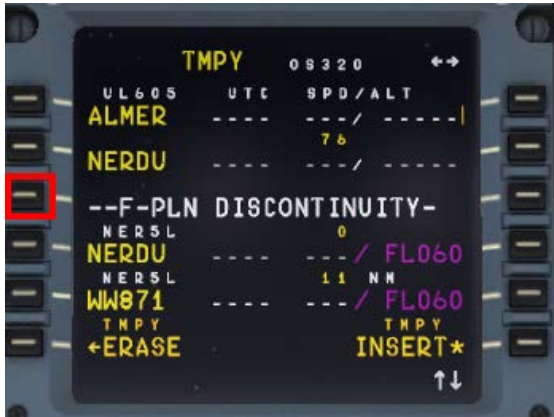 TMPY OS320 ←→
UL605 UTC SPD/ALT
ALMER ---- ---/ -----
76
NERDU ---- ---/ -----
--F-PLN DISCONTINUITY-
NER5L 0
NERDU ---- ---/ FL060
NER5L 11 NM
WW871 ---- ---/ FL060
TMPY TMPY
←ERASE INSERT*
↑↓